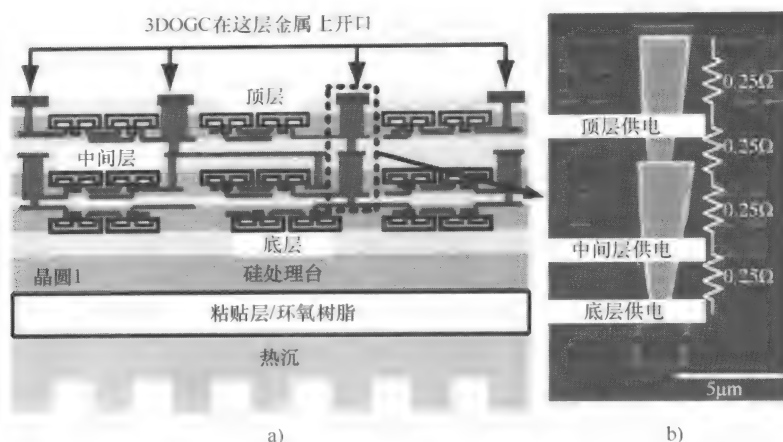 3DOGC在这层金属上开口
顶层
中间层
底层
晶圆1
硅处理台
粘贴层/环氧树脂
热沉
a)
0.25Ω
顶层供电
0.25Ω
0.25Ω
中间层供电
0.25Ω
底层供电
5μm
b)